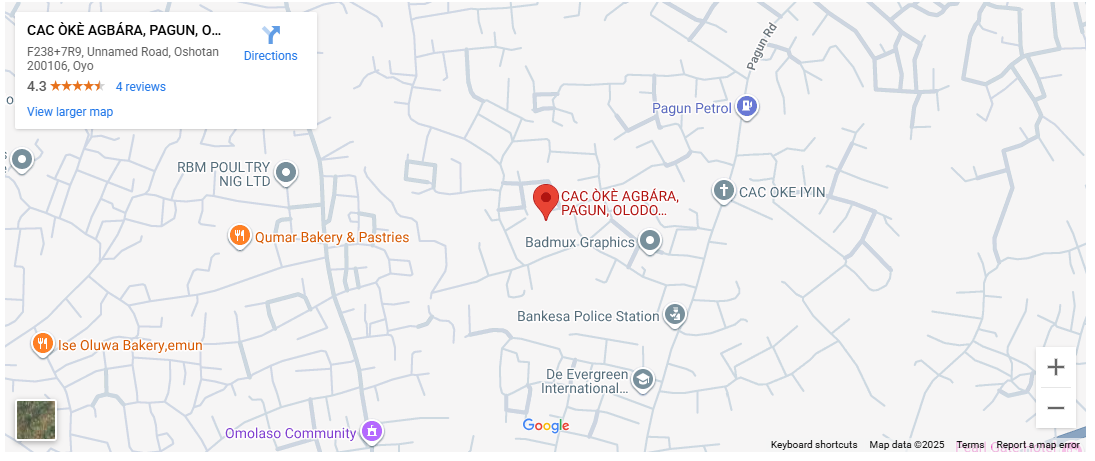 CAC ÒKÈ AGBÁRA, PAGUN, O...
F238+7R9, Unnamed Road, Oshotan
200106, Oyo
Directions
4.3
4 reviews
View larger map
Pagun Rd
Pagun Petrol
RBM POULTRY
NIG LTD
CAC ÒKÈ AGBÁRA,
PAGUN, OLODO...
CAC OKE IYIN
Qumar Bakery & Pastries
Badmux Graphics
Bankesa Police Station
Ise Oluwa Bakery,emun
De Evergreen
International...
Omolaso Community
Google
Keyboard shortcuts
Map data ©2025
Terms
Report a map error